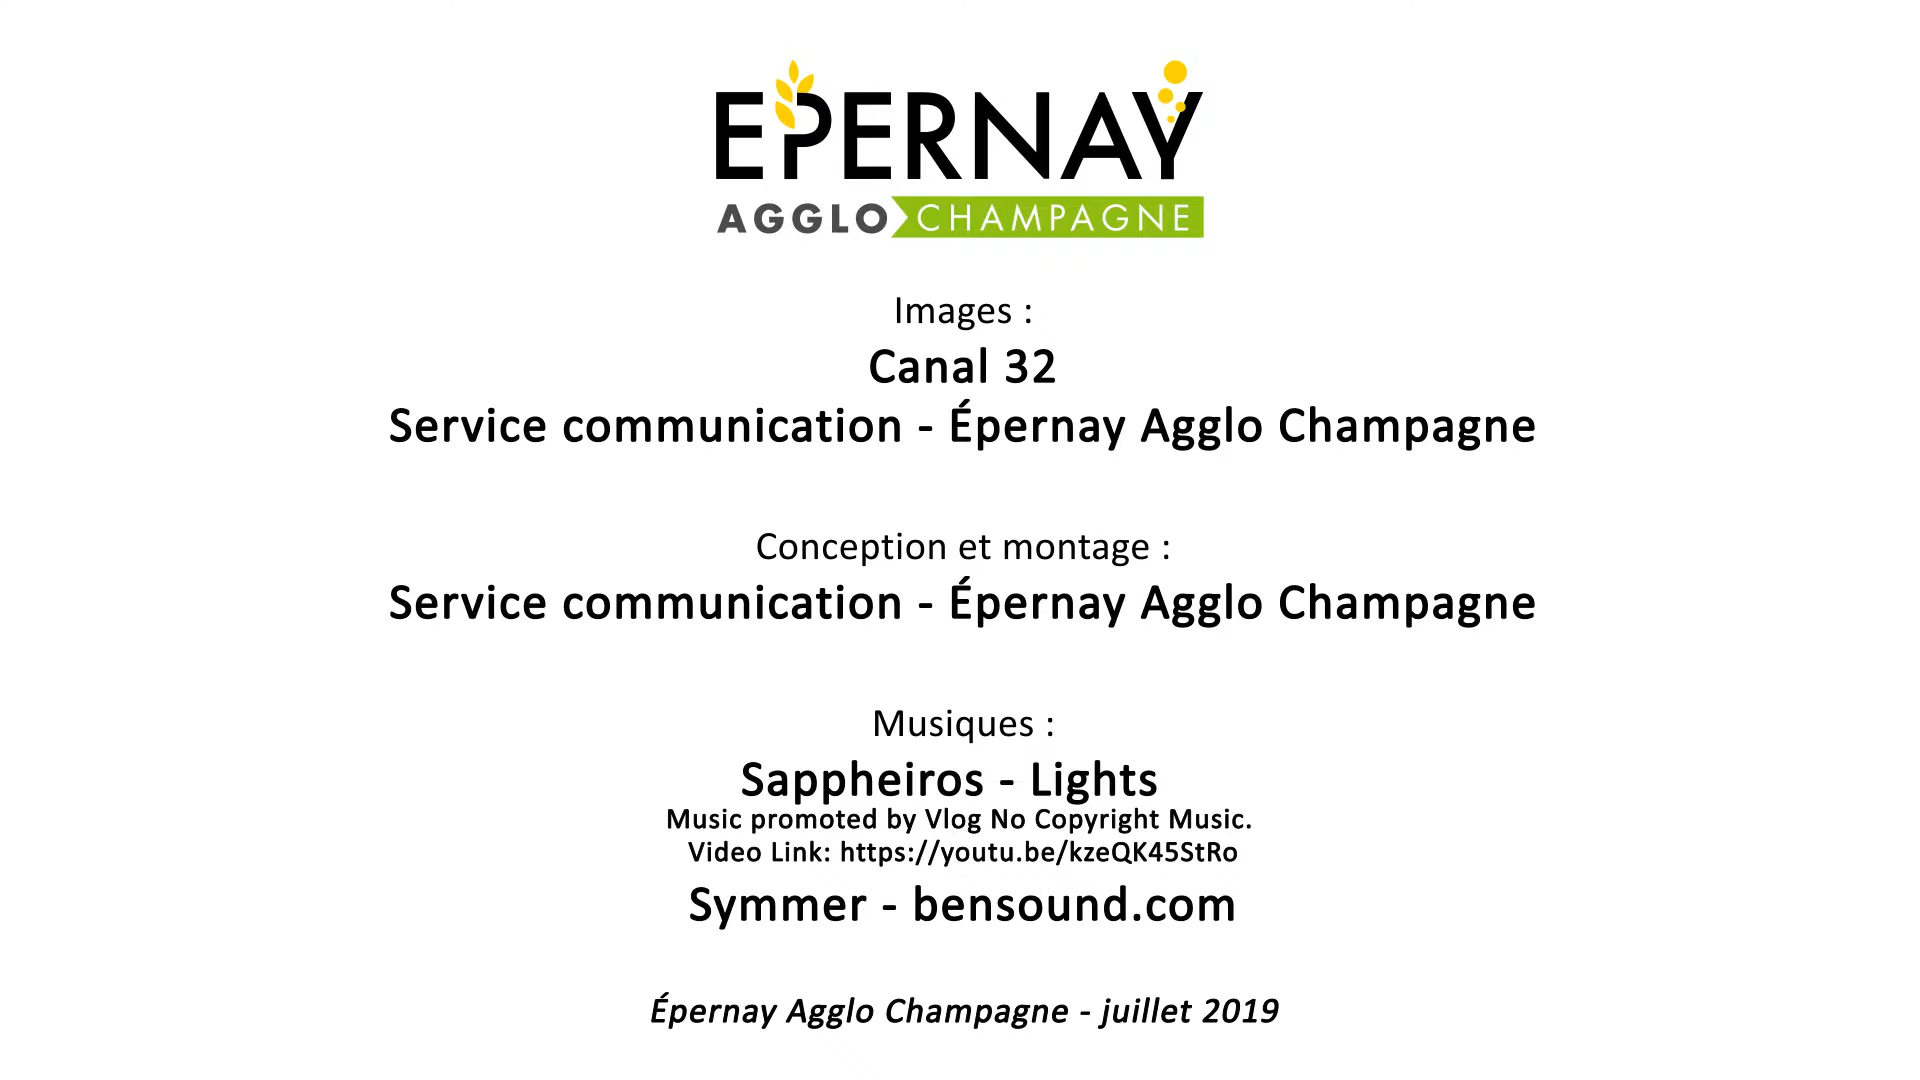 EPERNAY
AGGLO CHAMPAGNE
Images :
Canal 32
Service communication - Épernay Agglo Champagne
Conception et montage :
Service communication - Épernay Agglo Champagne
Musiques :
Sappheiros - Lights
Music promoted by Vlog No Copyright Music.
Video Link: https://youtu.be/kzeQK45StRo
Symmer - bensound.com
Épernay Agglo Champagne - juillet 2019